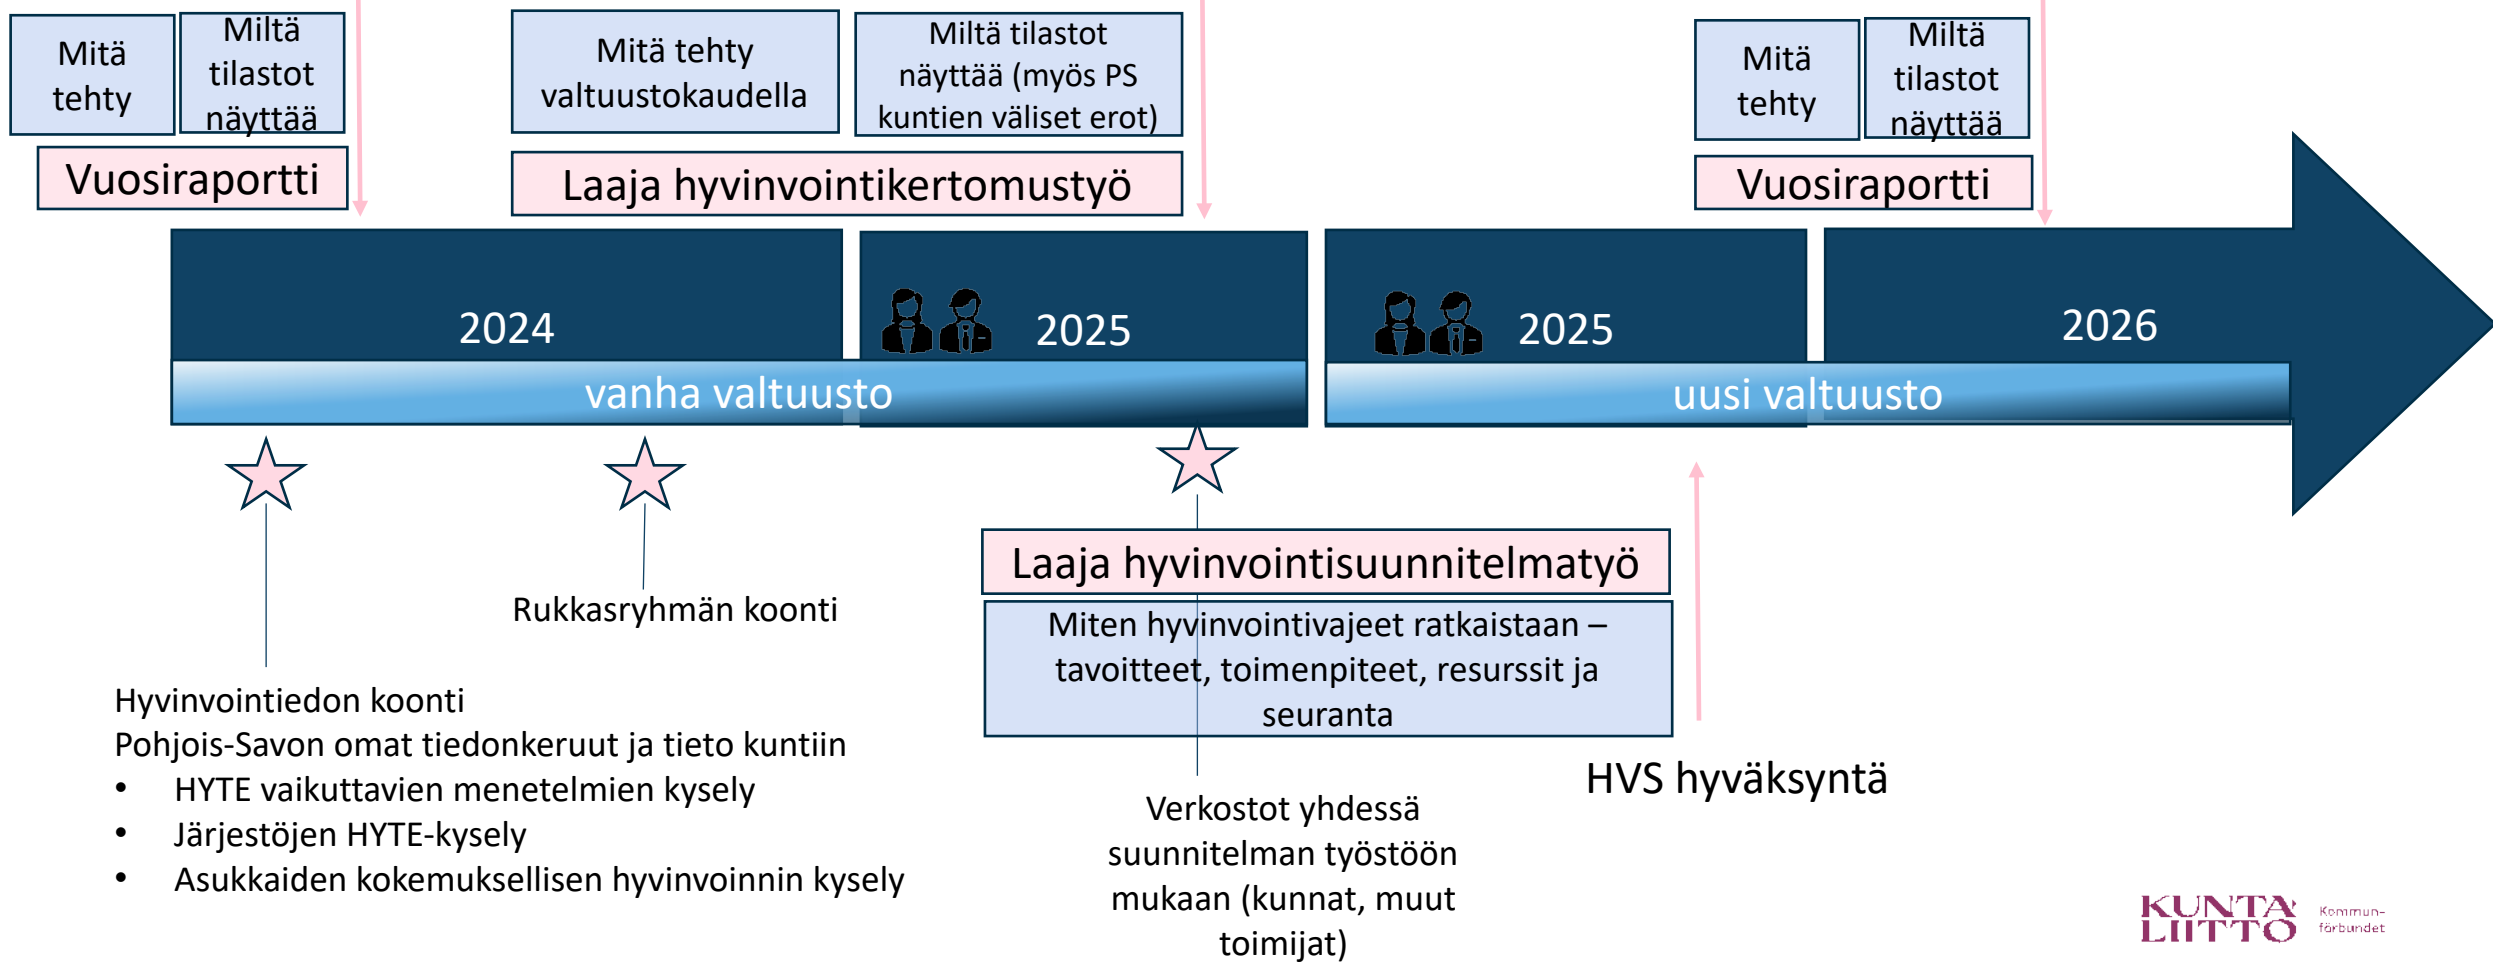 Mitä
tehty
Miltä
tilastot
näyttää
Vuosiraportti
Mitä tehty
valtuustokaudella
Miltä tilastot
näyttää (myös PS
kuntien väliset erot)
Laaja hyvinvointikertomustyö
Mitä
tehty
Miltä
tilastot
näyttää
Vuosiraportti
2024
2025
2025
2026
vanha valtuusto
uusi valtuusto
Rukkasryhmän koonti
Hyvinvointiedon koonti
Pohjois-Savon omat tiedonkeruut ja tieto kuntiin
• HYTE vaikuttavien menetelmien kysely
• Järjestöjen HYTE-kysely
• Asukkaiden kokemuksellisen hyvinvoinnin kysely
Laaja hyvinvointisuunnitelmatyö
Miten hyvinvointivajeet ratkaistaan –
tavoitteet, toimenpiteet, resurssit ja
seuranta
Verkostot yhdessä
suunnitelman työstöön
mukaan (kunnat, muut
toimijat)
HVS hyväksyntä
KUNTA
LIITTO
Kommun-
förbundet